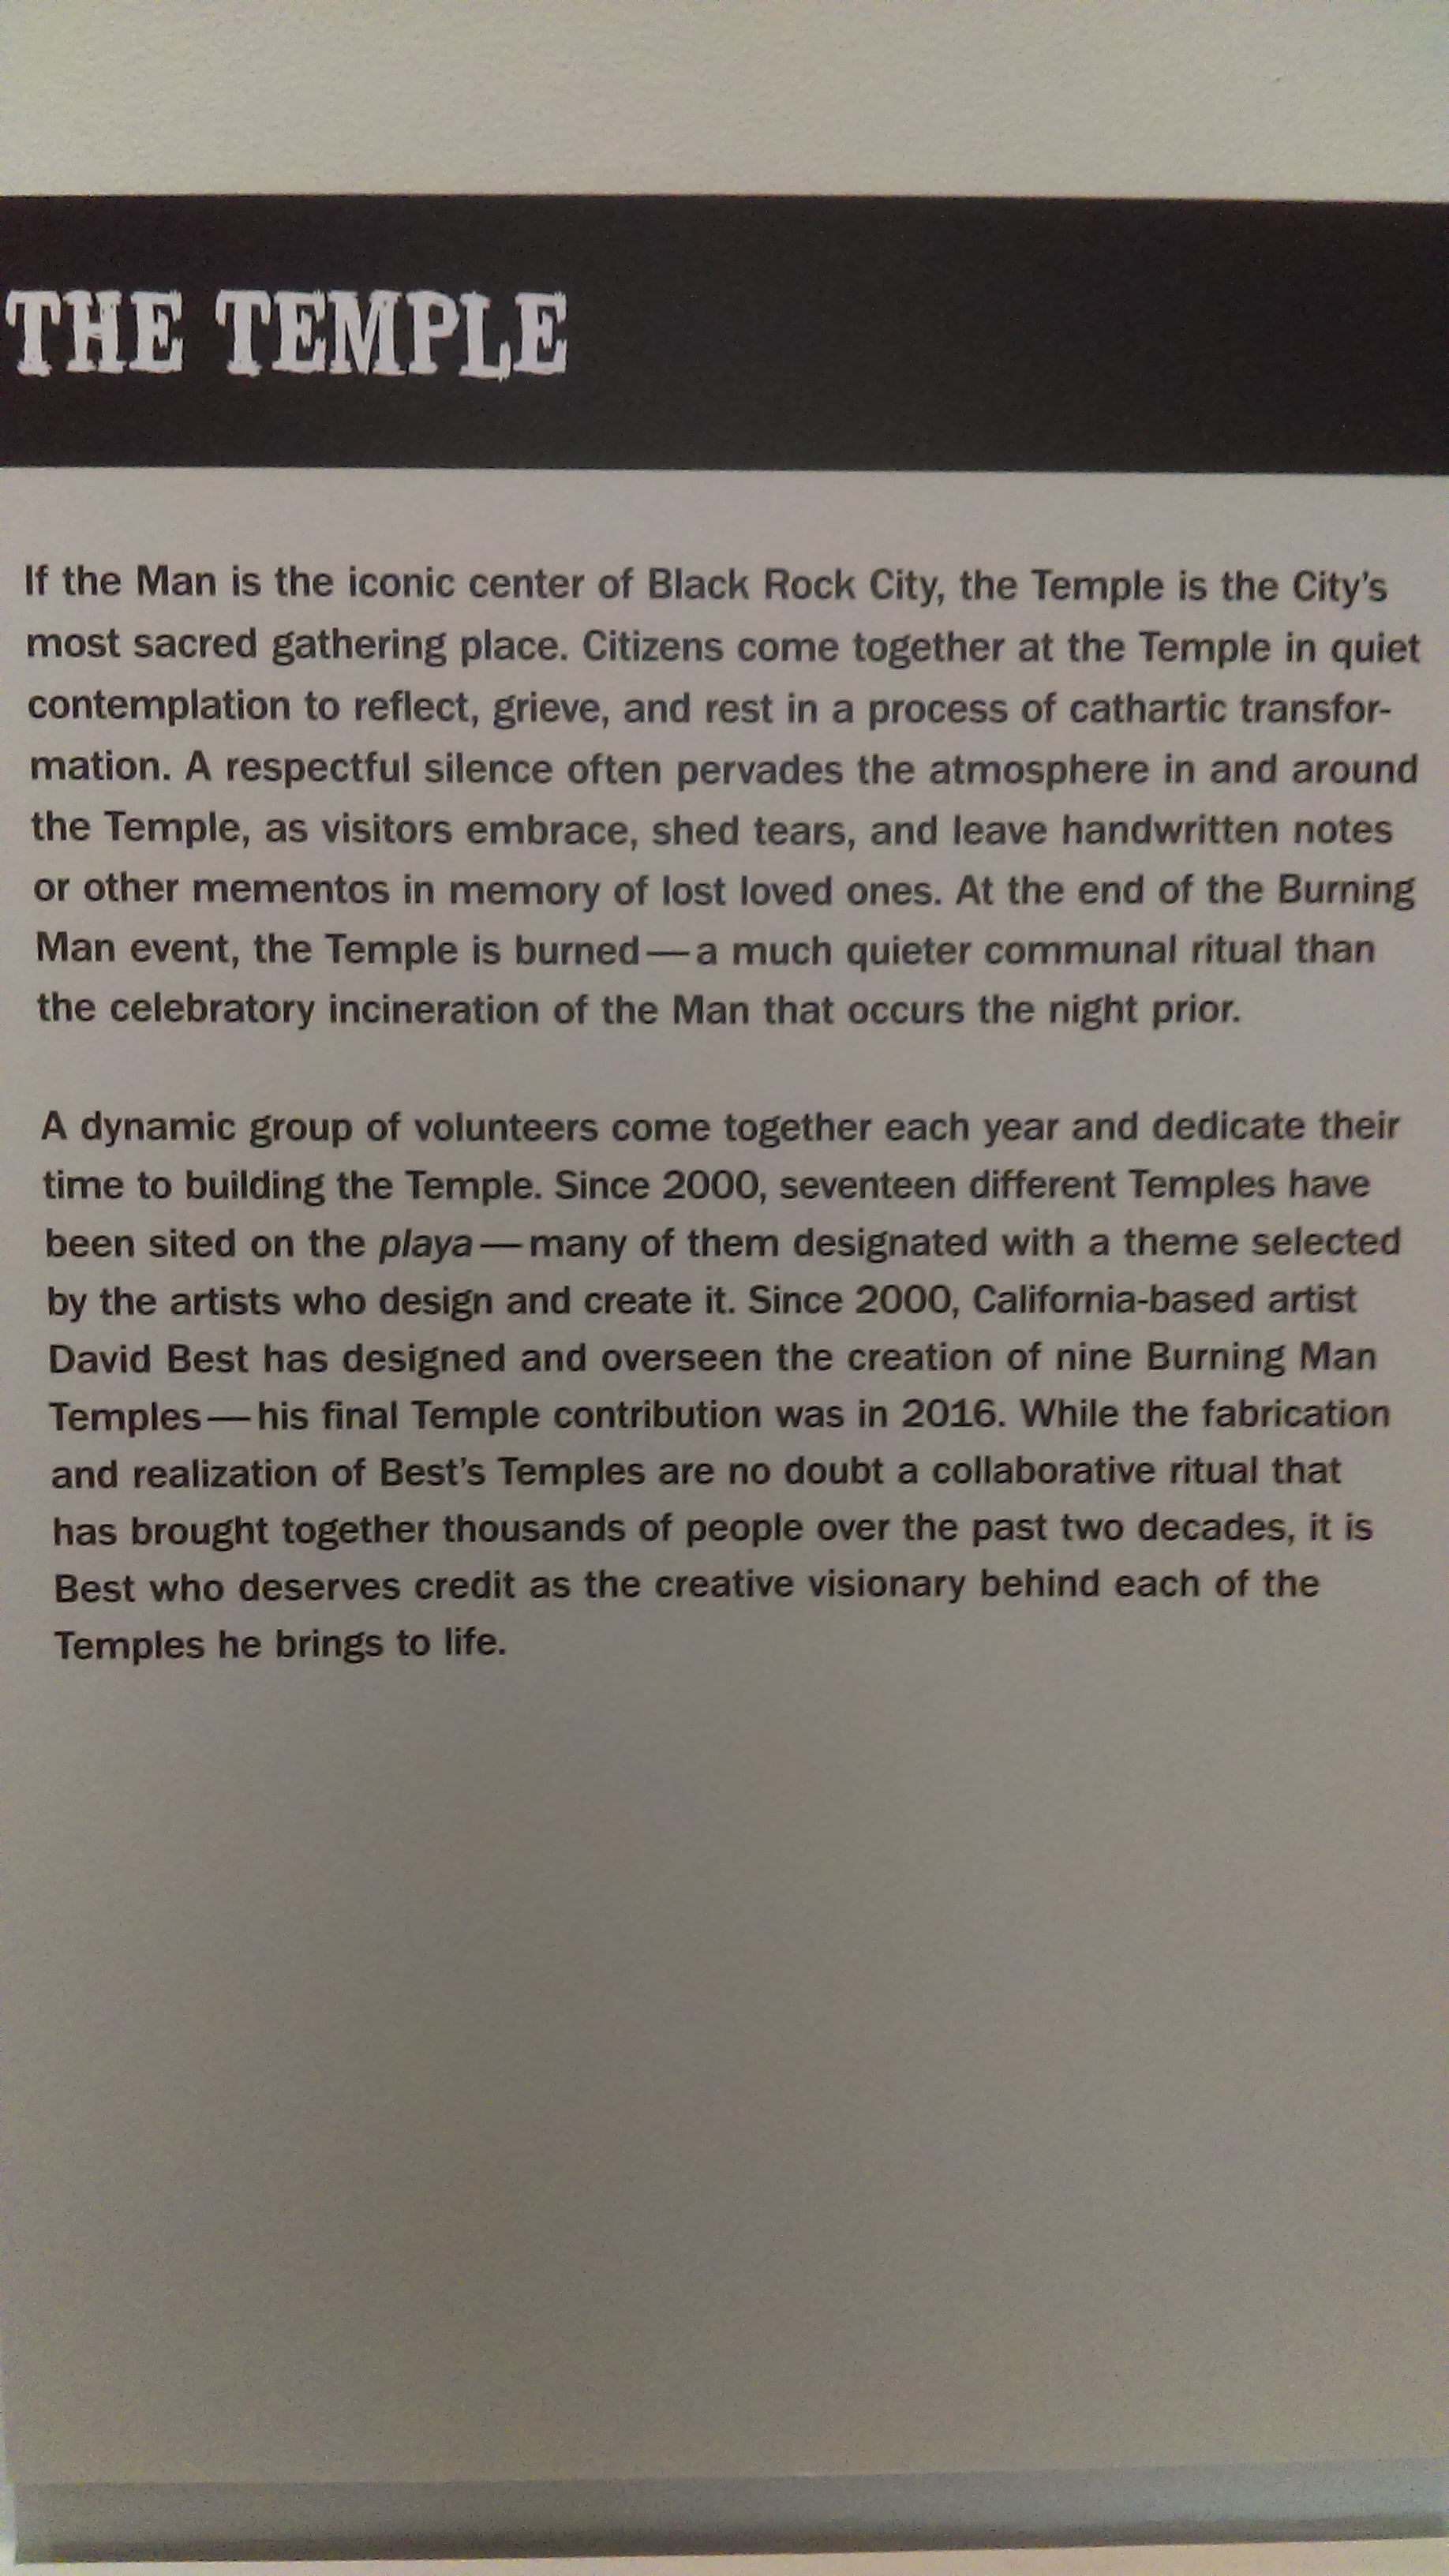 THE TEMPLE
If the Man is the iconic center of Black Rock City, the Temple is the City's
most sacred gathering place. Citizens come together at the Temple in quiet
contemplation to reflect, grieve, and rest in a process of cathartic transfor-
mation. A respectful silence often pervades the atmosphere in and around
the Temple, as visitors embrace, shed tears, and leave handwritten notes
or other mementos in memory of lost loved ones. At the end of the Burning
Man event, the Temple is burned—a much quieter communal ritual than
the celebratory incineration of the Man that occurs the night prior.
A dynamic group of volunteers come together each year and dedicate their
time to building the Temple. Since 2000, seventeen different Temples have
been sited on the playa—many of them designated with a theme selected
by the artists who design and create it. Since 2000, California-based artist
David Best has designed and overseen the creation of nine Burning Man
Temples—his final Temple contribution was in 2016. While the fabrication
and realization of Best's Temples are no doubt a collaborative ritual that
has brought together thousands of people over the past two decades, it is
Best who deserves credit as the creative visionary behind each of the
Temples he brings to life.